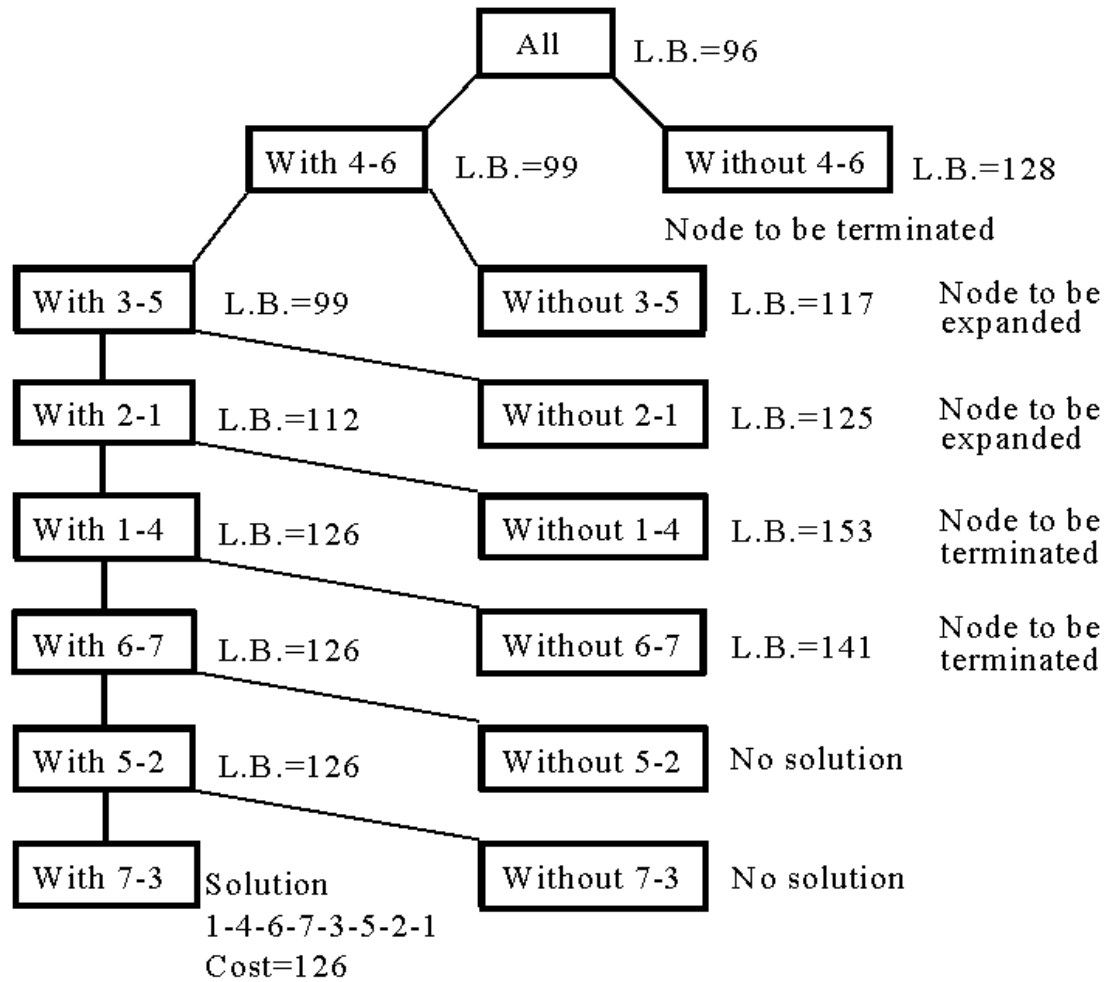 All
L.B.=96
With 4-6
L.B.=99
Without 4-6
L.B.=128
Node to be terminated
With 3-5
L.B.=99
Without 3-5
L.B.=117
Node to be
expanded
With 2-1
L.B.=112
Without 2-1
L.B.=125
Node to be
expanded
With 1-4
L.B.=126
Without 1-4
L.B.=153
Node to be
terminated
With 6-7
L.B.=126
Without 6-7
L.B.=141
Node to be
terminated
With 5-2
L.B.=126
Without 5-2
No solution
With 7-3
Solution
1-4-6-7-3-5-2-1
Cost=126
Without 7-3
No solution